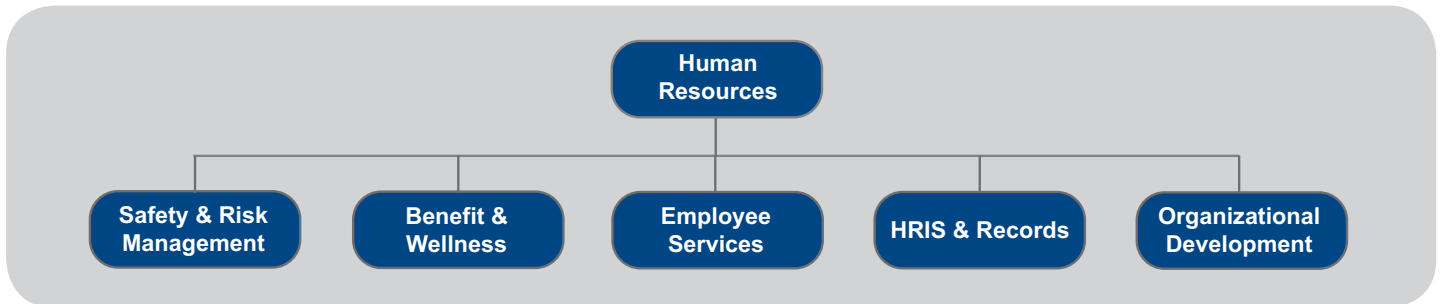 Human
Resources
Safety & Risk
Management
Benefit &
Wellness
Employee
Services
HRIS & Records
Organizational
Development